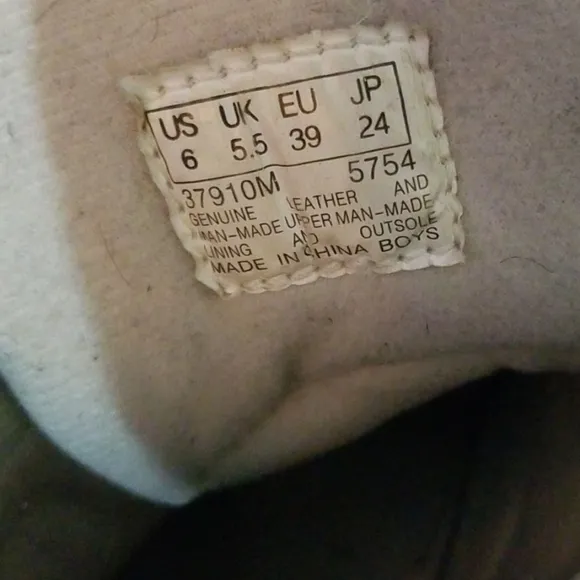 US UK EU JP
6 5.5 39 24
37910M 5754
GENUINE LEATHER AND
MAN-MADE UPPER MAN-MADE
LINING AND OUTSOLE
MADE IN CHINA BOYS